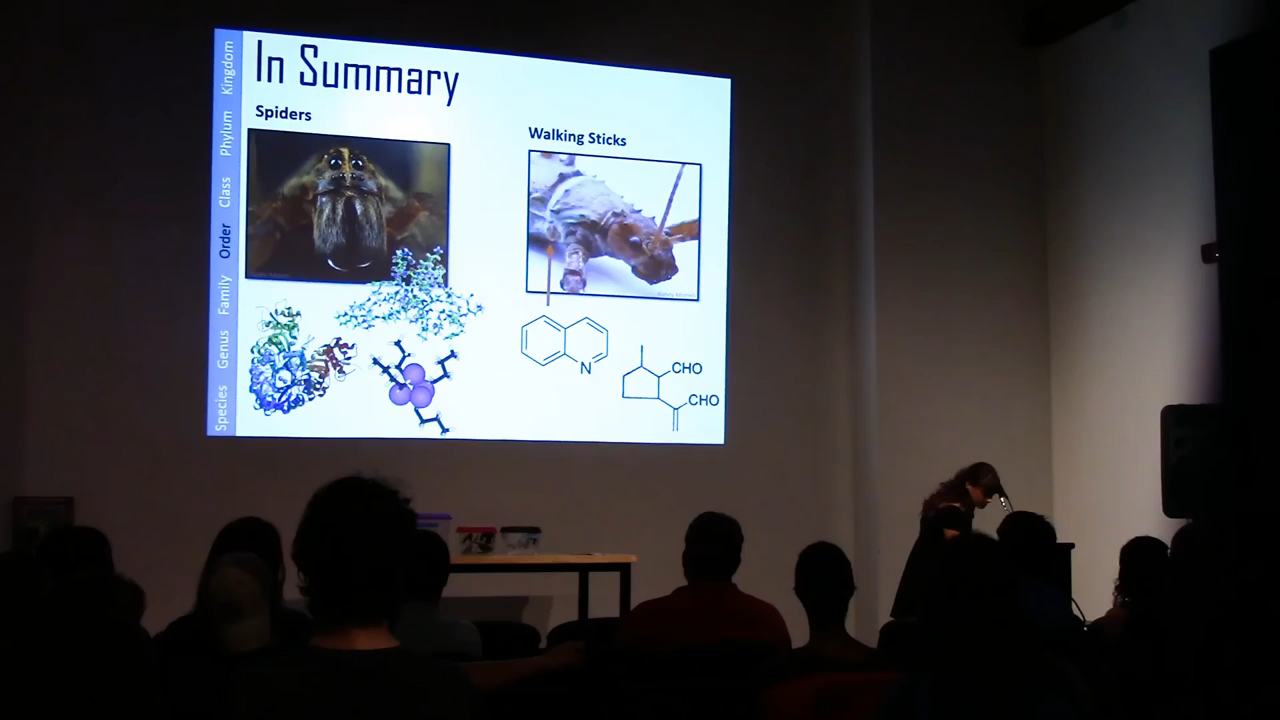 In Summary
Spiders
Walking Sticks
Kingdom
Phylum
Class
Order
Family
Genus
Species
N
CHO
CHO